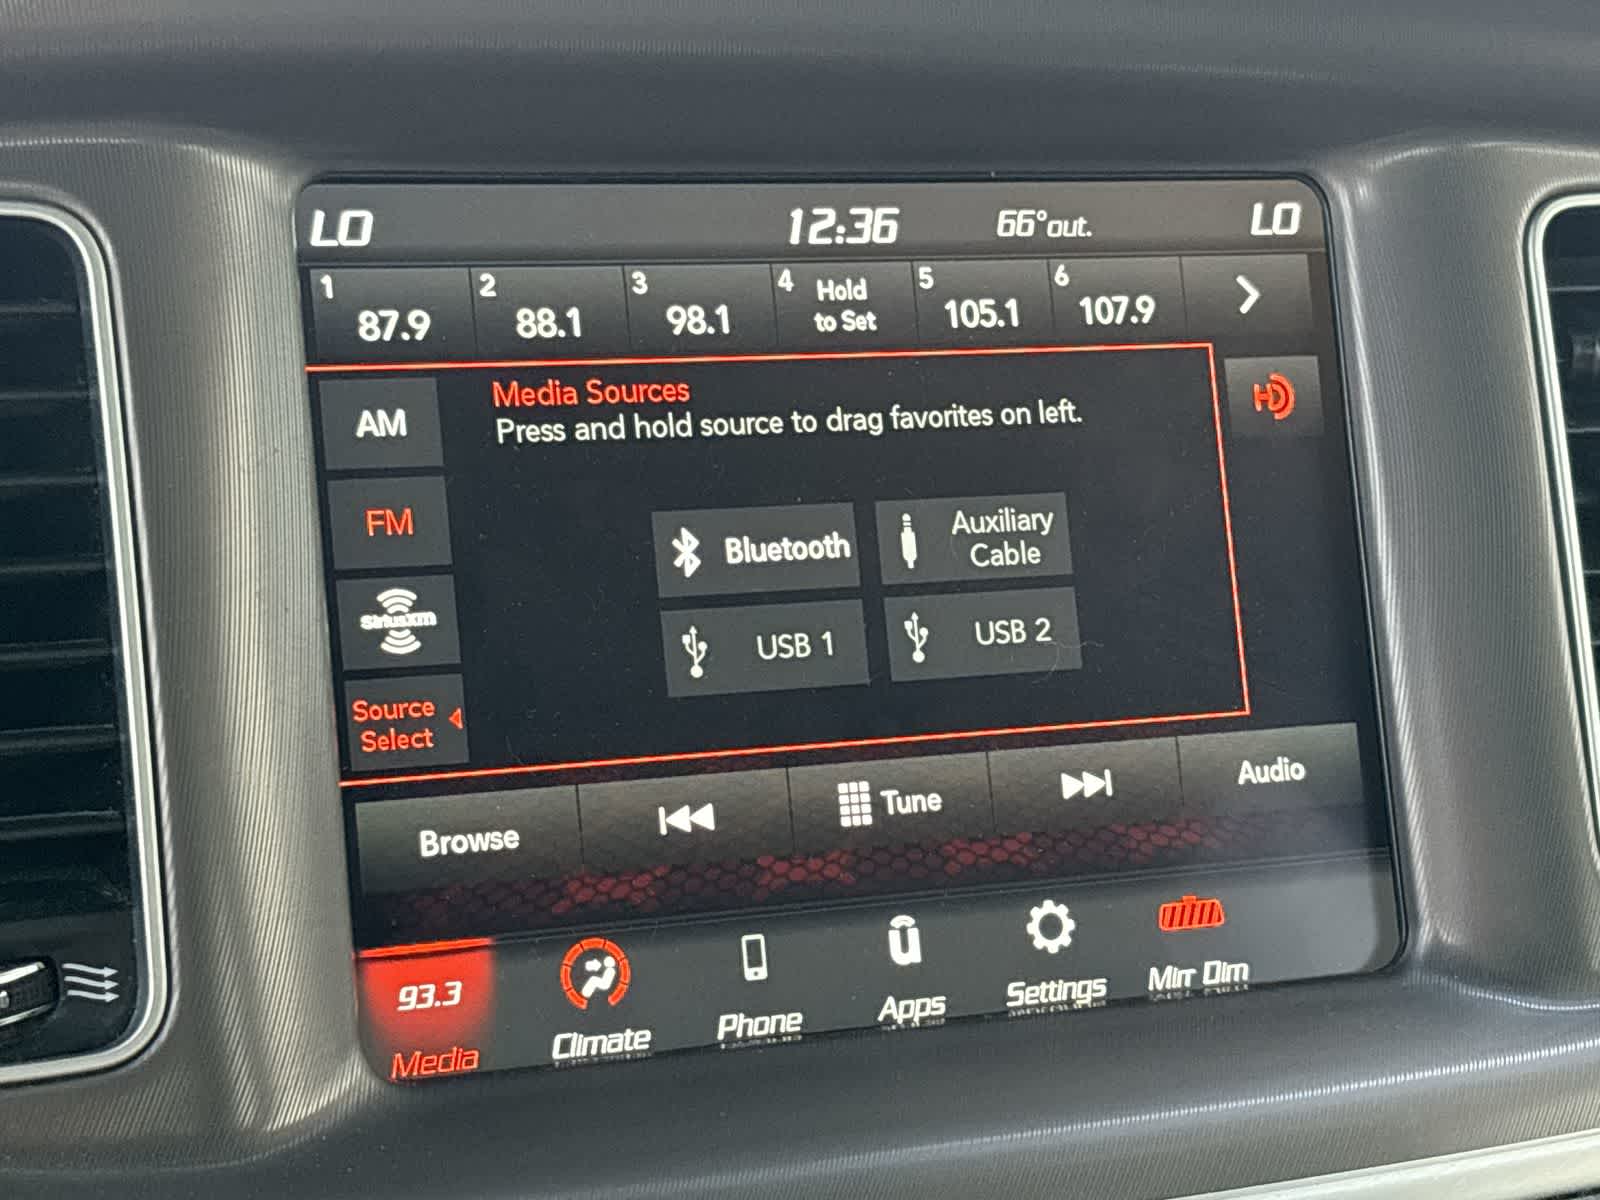 LO 12:36 66°out. LO
1 87.9 2 88.1 3 98.1 4 Hold to Set 5 105.1 6 107.9
Media Sources
Press and hold source to drag favorites on left.
AM
FM
SiriusXM
Source
Select
Bluetooth
Auxiliary
Cable
USB 1
USB 2
HD
Browse Tune Audio
93.3
Media Climate Phone Apps Settings Mirr Dim